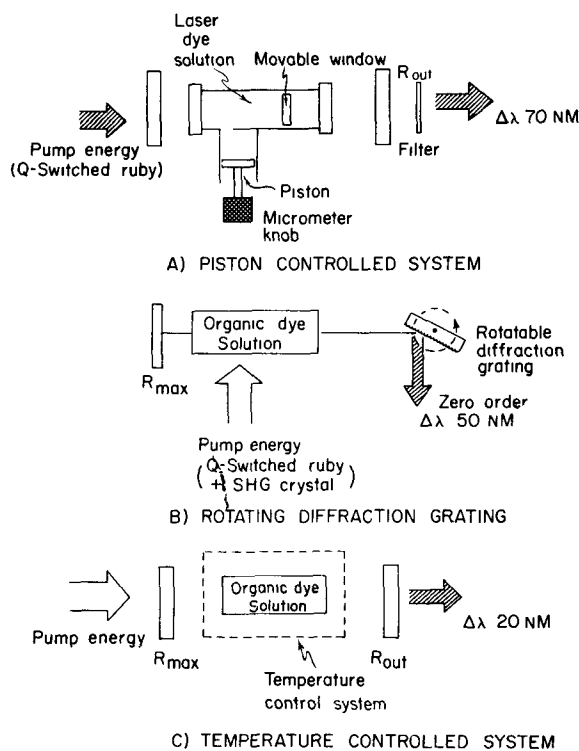 Laser
dye
solution
Movable window
Rout
Δλ 70 NM
Pump energy
(Q-Switched ruby)
Filter
Piston
Micrometer
knob
A) PISTON CONTROLLED SYSTEM
Organic dye
Solution
Rmax
Rotatable
diffraction
grating
Zero order
Δλ 50 NM
Pump energy
(Q-Switched ruby
+ SHG crystal)
B) ROTATING DIFFRACTION GRATING
Organic dye
Solution
Δλ 20 NM
Pump energy
Rmax
Rout
Temperature
control system
C) TEMPERATURE CONTROLLED SYSTEM